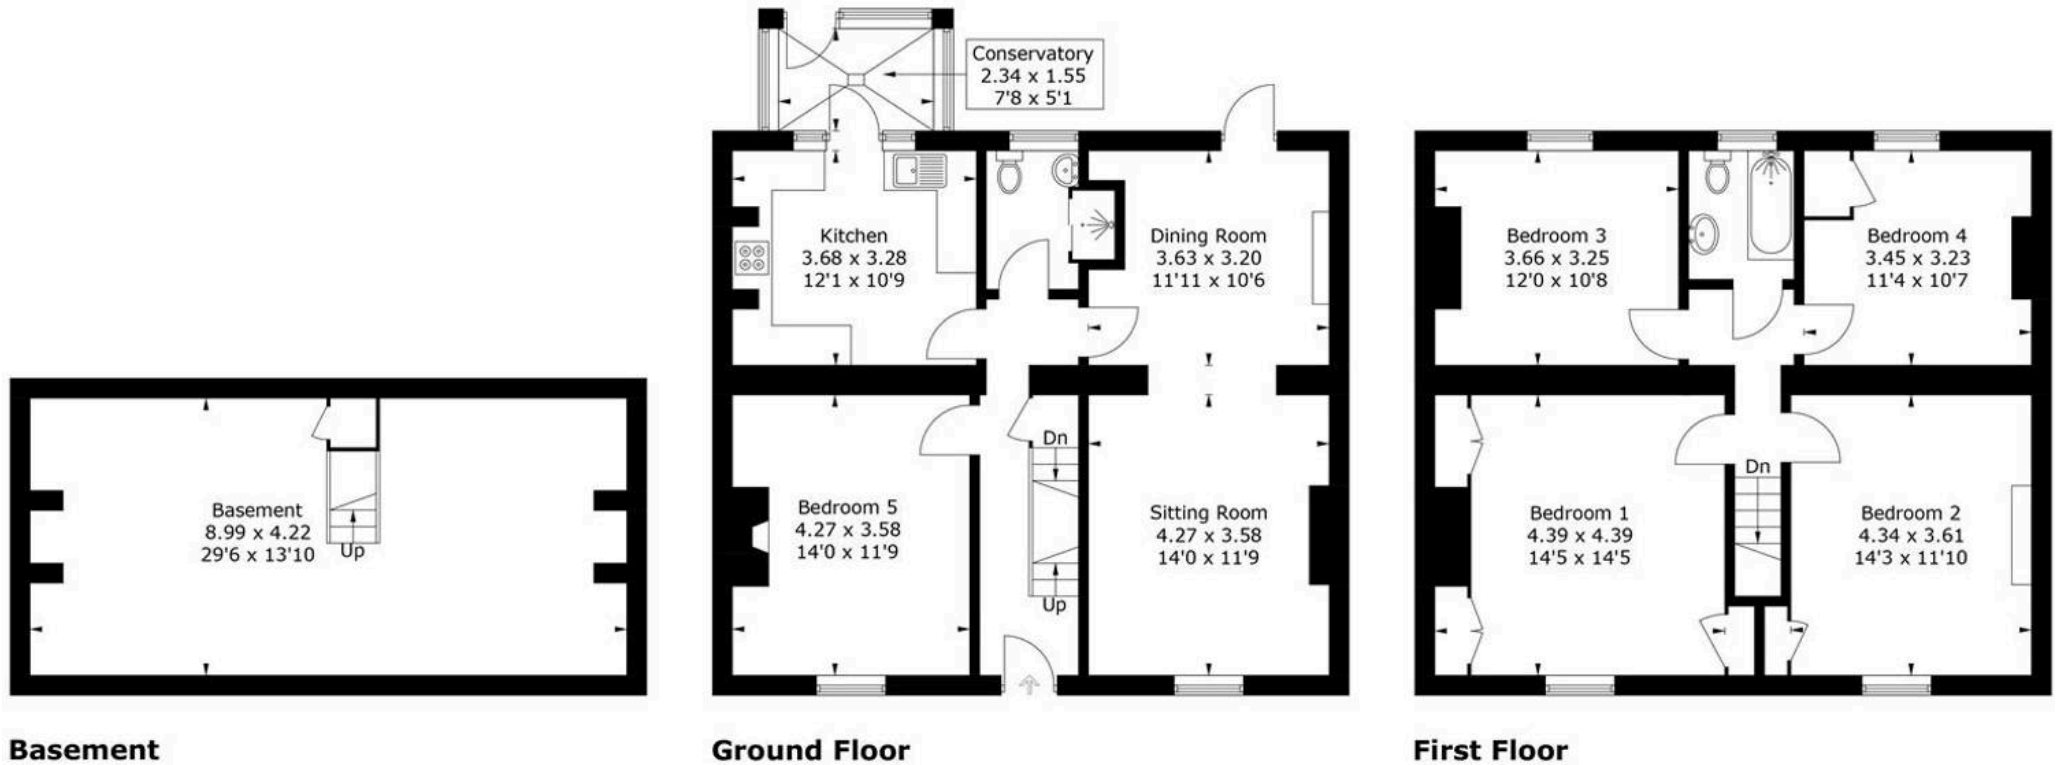 Conservatory
2.34 x 1.55
7'8 x 5'1
Kitchen
3.68 x 3.28
12'1 x 10'9
Dining Room
3.63 x 3.20
11'11 x 10'6
Bedroom 3
3.66 x 3.25
12'0 x 10'8
Bedroom 4
3.45 x 3.23
11'4 x 10'7
Basement
8.99 x 4.22
29'6 x 13'10
Up
Bedroom 5
4.27 x 3.58
14'0 x 11'9
Dn
Up
Sitting Room
4.27 x 3.58
14'0 x 11'9
Bedroom 1
4.39 x 4.39
14'5 x 14'5
Dn
Bedroom 2
4.34 x 3.61
14'3 x 11'10
Basement
Ground Floor
First Floor